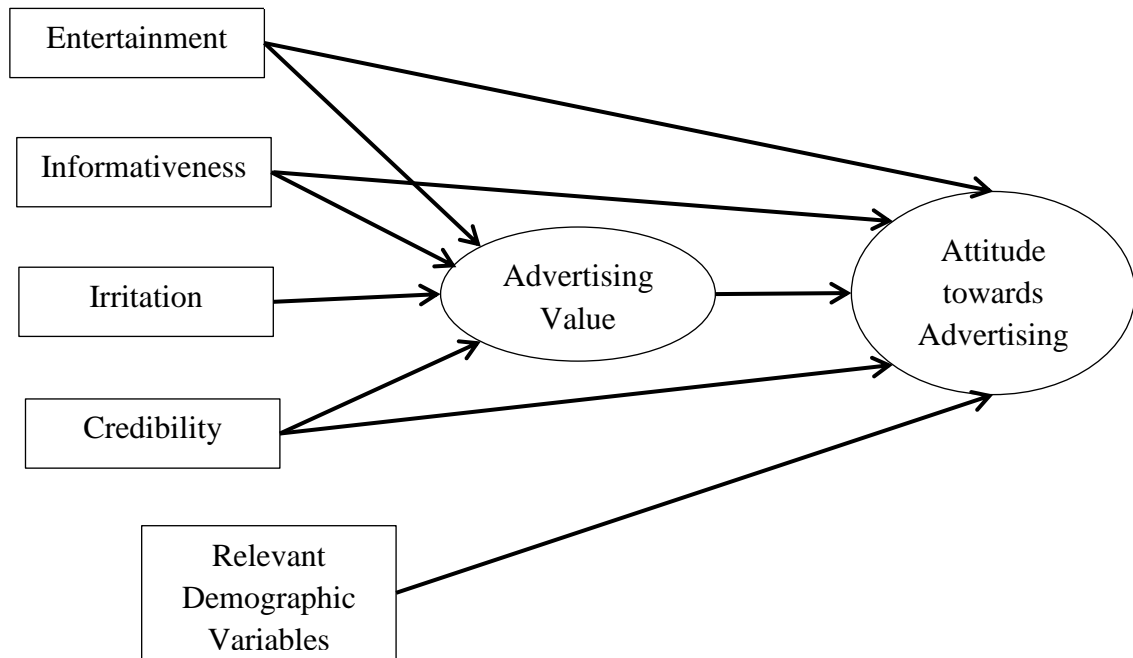 Entertainment
Informativeness
Irritation
Credibility
Relevant
Demographic
Variables
Advertising
Value
Attitude
towards
Advertising